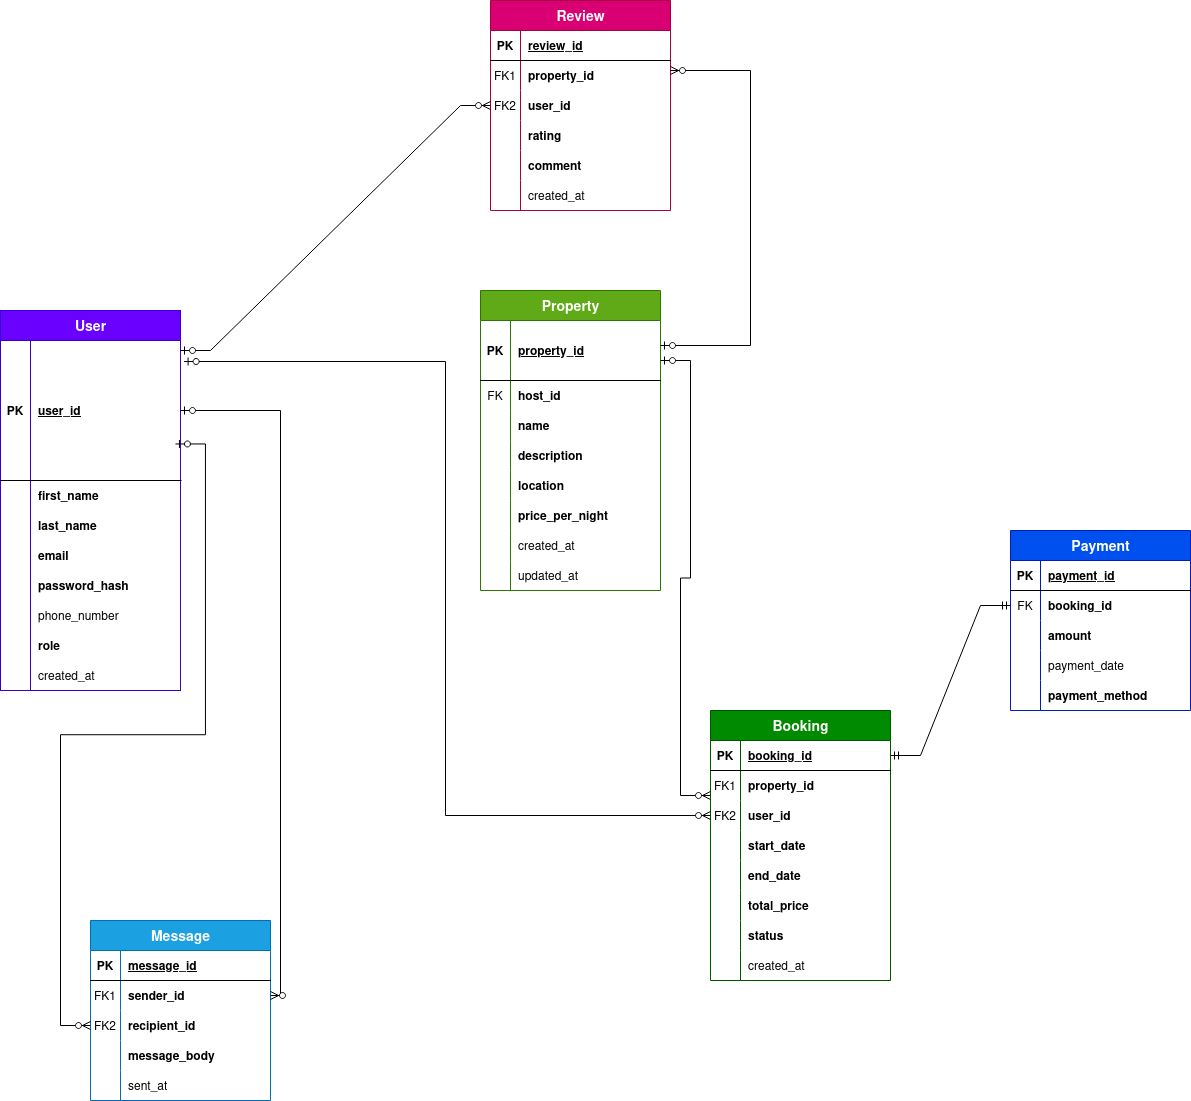 Review
PK review_id
FK1 property_id
FK2 user_id
rating
comment
created_at
User
PK user_id
first_name
last_name
email
password_hash
phone_number
role
created_at
Property
PK property_id
FK host_id
name
description
location
price_per_night
created_at
updated_at
Payment
PK payment_id
FK booking_id
amount
payment_date
payment_method
Booking
PK booking_id
FK1 property_id
FK2 user_id
start_date
end_date
total_price
status
created_at
Message
PK message_id
FK1 sender_id
FK2 recipient_id
message_body
sent_at